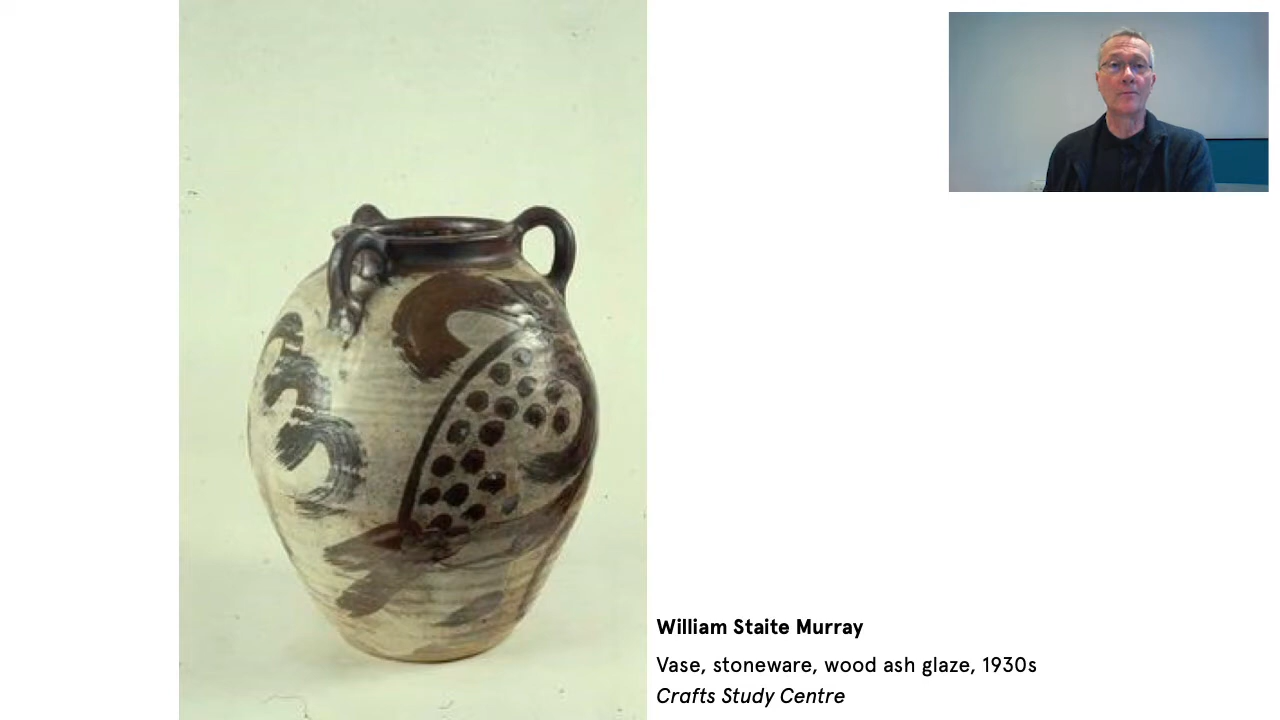 William Staite Murray
Vase, stoneware, wood ash glaze, 1930s
Crafts Study Centre